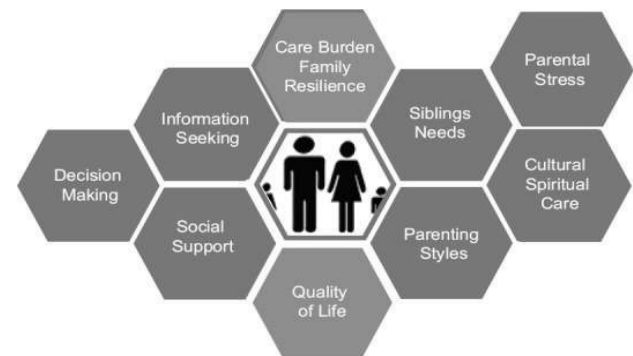 Care Burden
Family
Resilience
Parental
Stress
Information
Seeking
Siblings
Needs
Decision
Making
Cultural
Spiritual
Care
Social
Support
Parenting
Styles
Quality
of Life